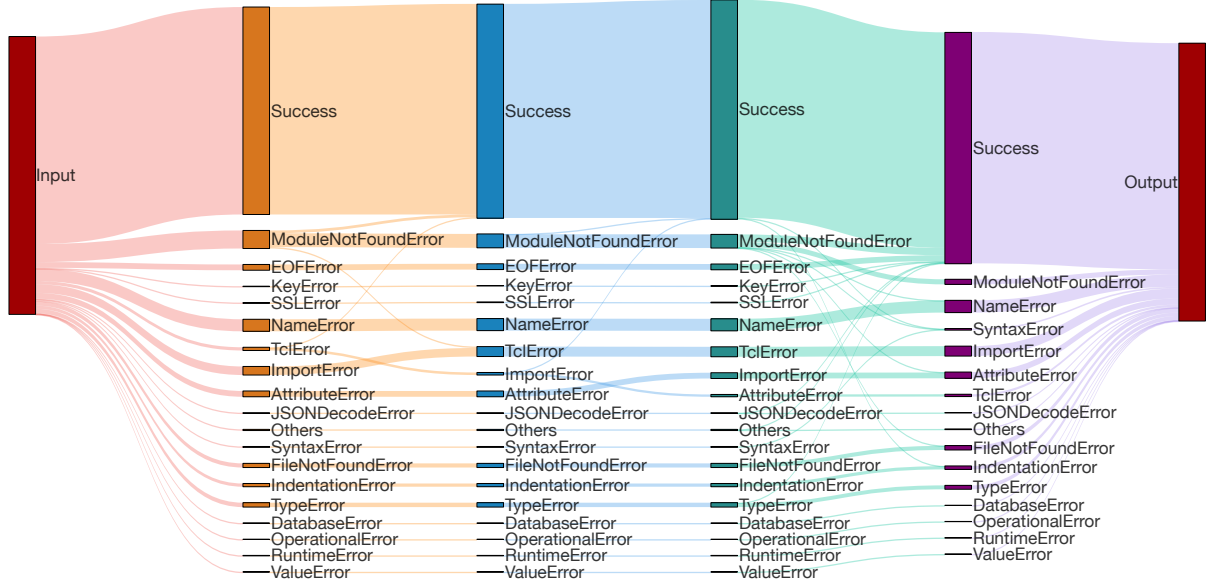 Input
Success
ModuleNotFoundError
EOFError
KeyError
SSLError
NameError
TclError
ImportError
AttributeError
JSONDecodeError
Others
SyntaxError
FileNotFoundError
IndentationError
TypeError
DatabaseError
OperationalError
RuntimeError
ValueError
Success
ModuleNotFoundError
EOFError
KeyError
SSLError
NameError
TclError
ImportError
AttributeError
JSONDecodeError
Others
SyntaxError
FileNotFoundError
IndentationError
TypeError
DatabaseError
OperationalError
RuntimeError
ValueError
Success
ModuleNotFoundError
EOFError
KeyError
SSLError
NameError
TclError
ImportError
AttributeError
JSONDecodeError
Others
SyntaxError
FileNotFoundError
IndentationError
TypeError
DatabaseError
OperationalError
RuntimeError
ValueError
Success
ModuleNotFoundError
NameError
SyntaxError
ImportError
AttributeError
TclError
JSONDecodeError
Others
FileNotFoundError
IndentationError
TypeError
DatabaseError
OperationalError
RuntimeError
ValueError
Output